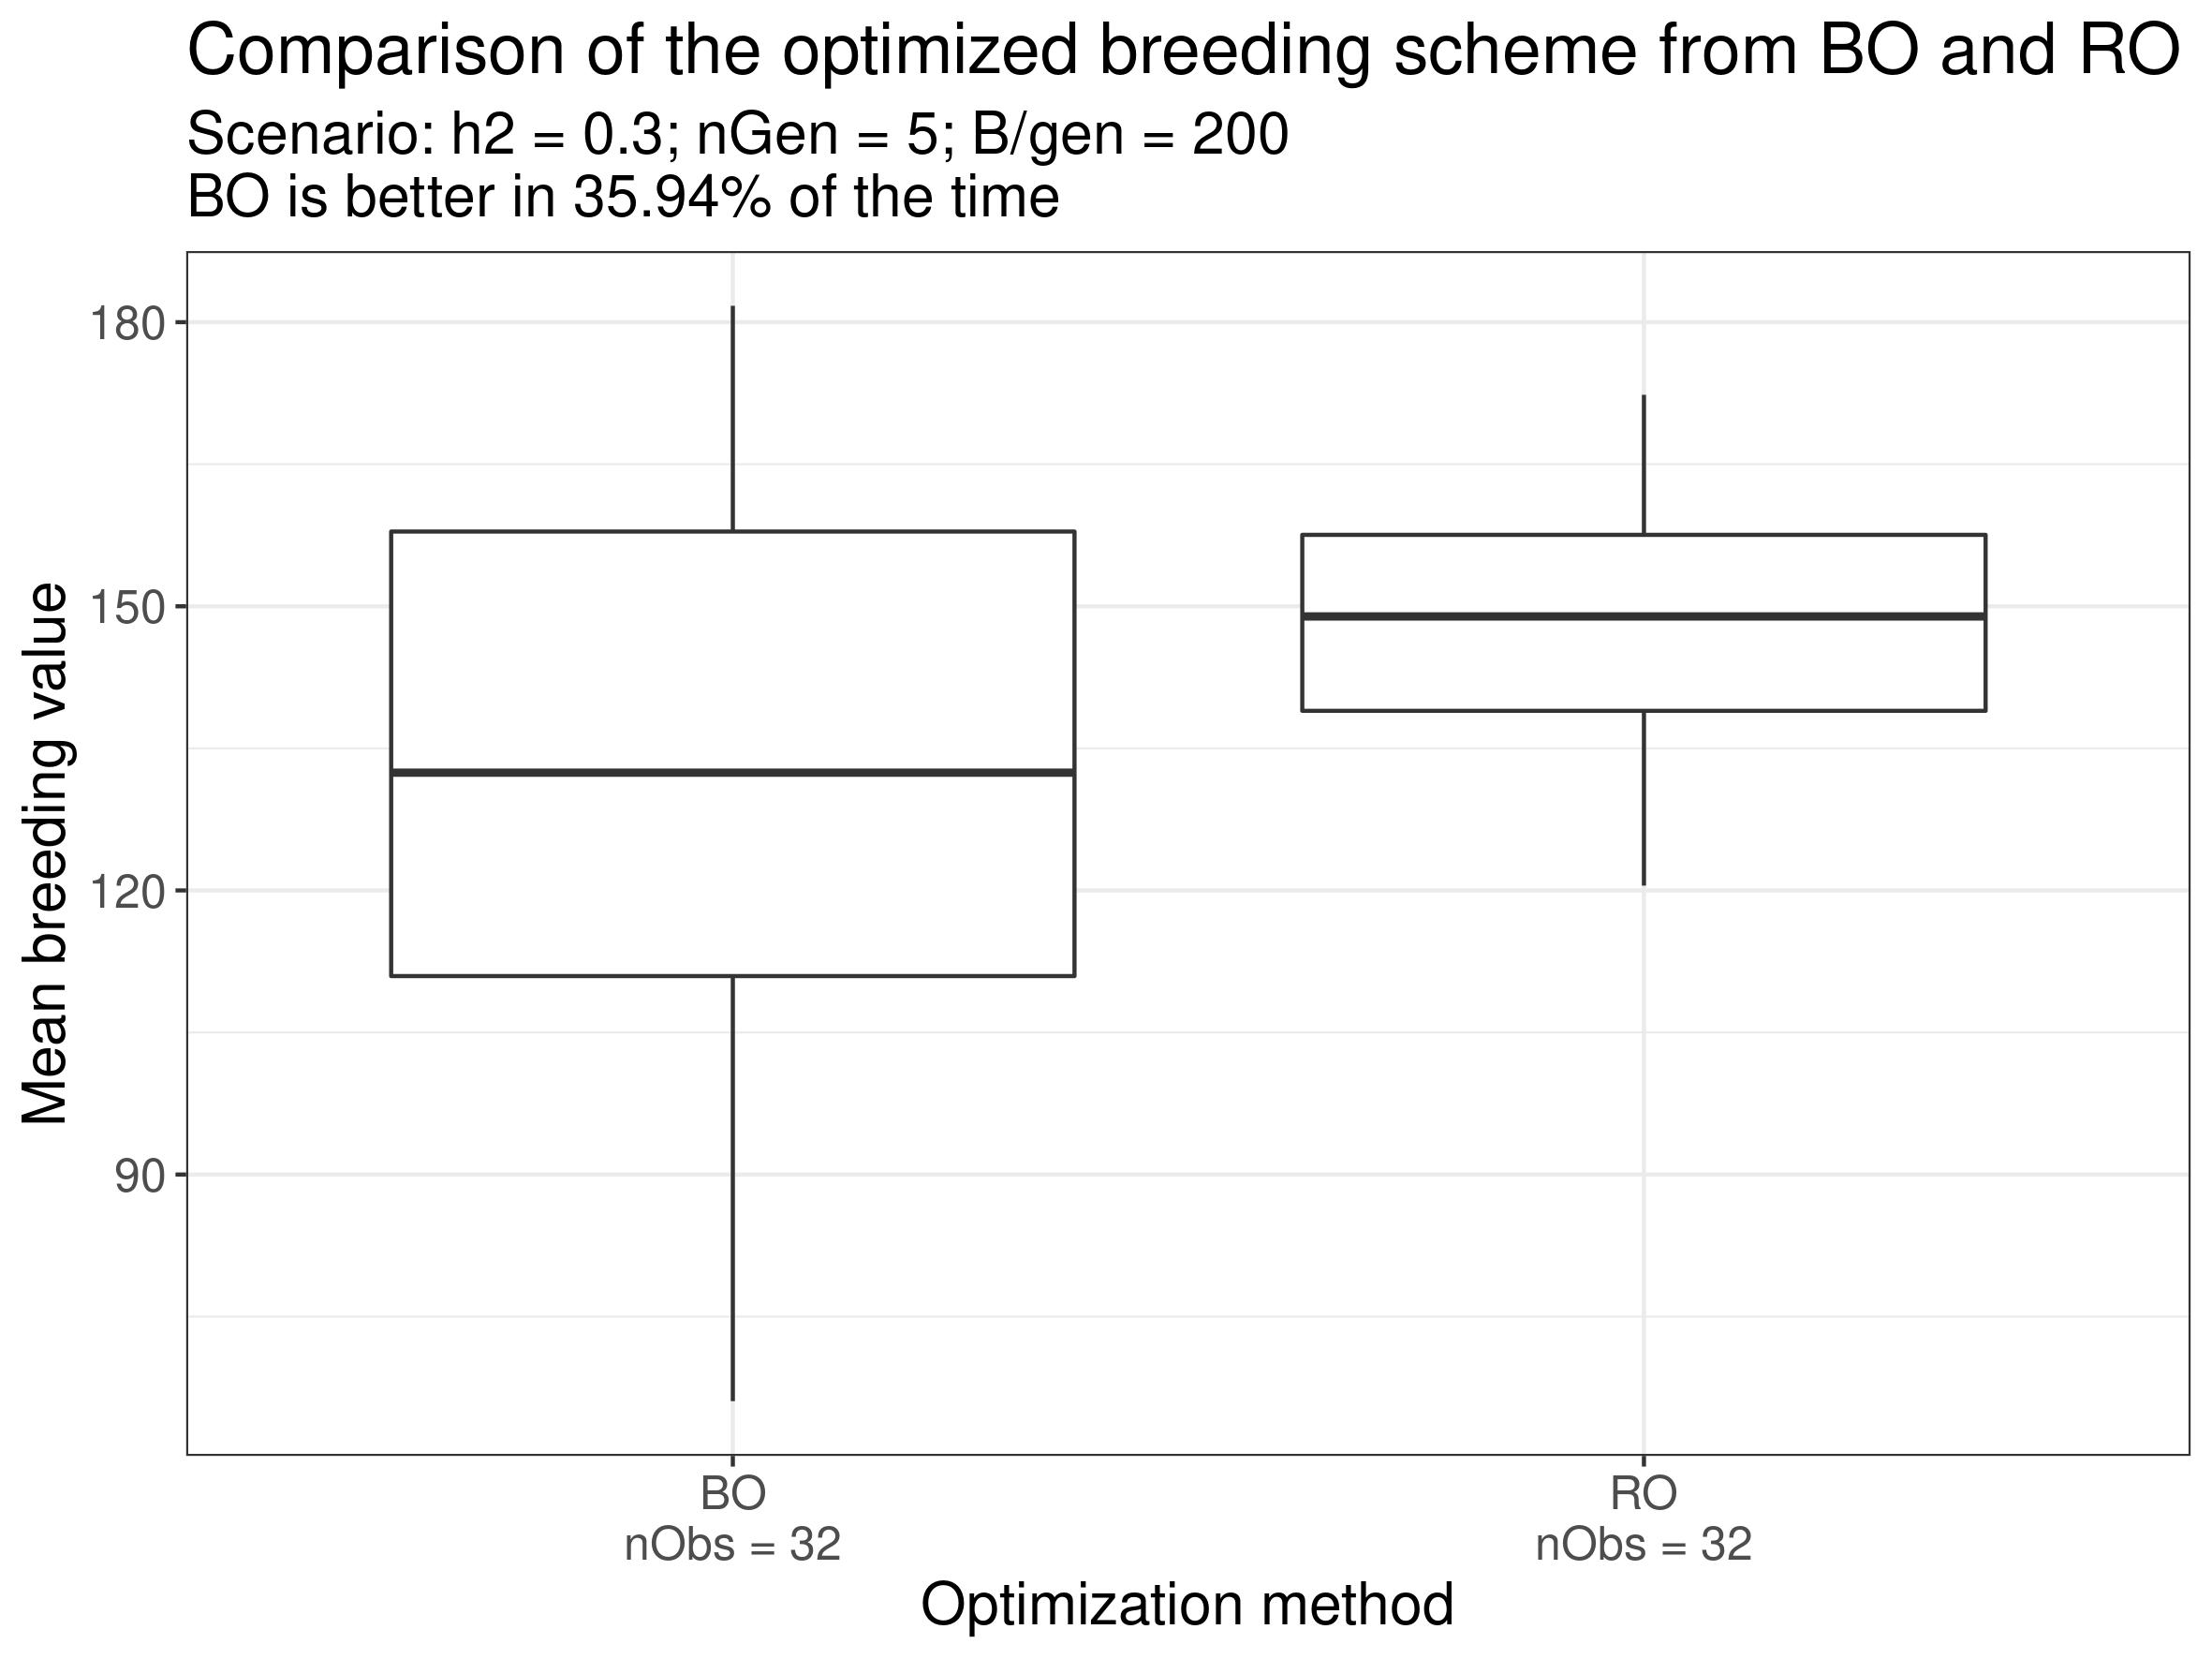 Comparison of the optimized breeding scheme from BO and RO
Scenario: h2 = 0.3; nGen = 5; B/gen = 200
BO is better in 35.94% of the time
Mean breeding value
180
150
120
90
BO
nObs = 32
RO
nObs = 32
Optimization method